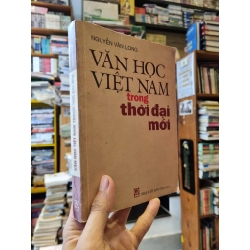 NGUYỄN VĂN LONG
VĂN HỌC
VIỆT NAM
trong
thời đại
mới